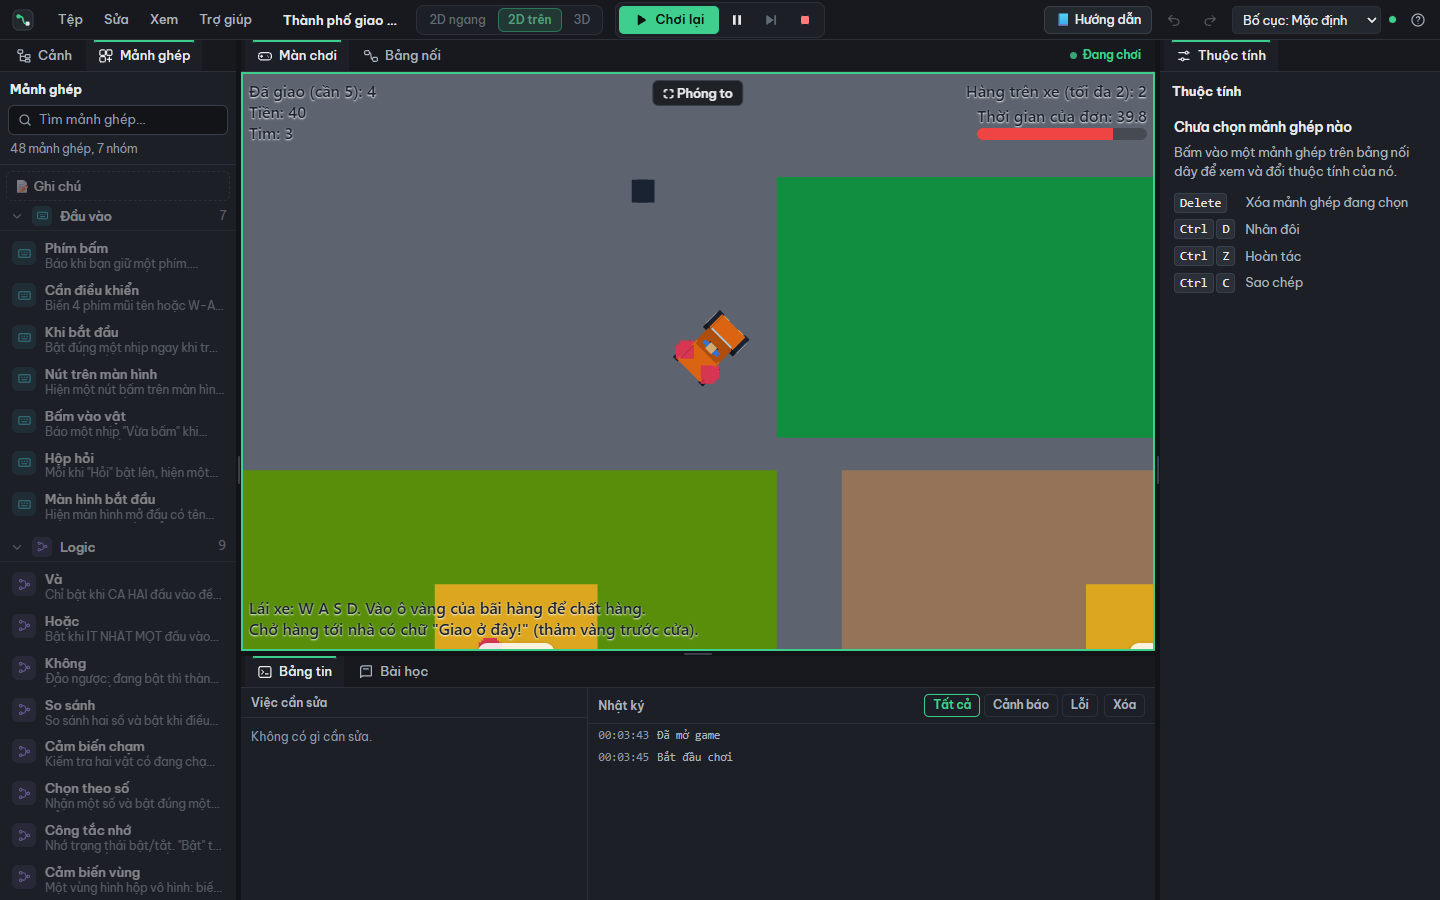 Tệp Sửa Xem Trợ giúp Thành phố giao ... 2D ngang 2D trên 3D Chơi lại Hướng dẫn Bố cục: Mặc định
Cảnh Mảnh ghép
Mảnh ghép
Tìm mảnh ghép...
48 mảnh ghép, 7 nhóm
Ghi chú
Đầu vào 7
Phím bấm
Báo khi bạn giữ một phím....
Cần điều khiển
Biến 4 phím mũi tên hoặc W-A...
Khi bắt đầu
Bật đúng một nhịp ngay khi tr...
Nút trên màn hình
Hiện một nút bấm trên màn hìn...
Bấm vào vật
Báo một nhịp "Vừa bấm" khi...
Hộp hỏi
Mỗi khi "Hỏi" bật lên, hiện một...
Màn hình bắt đầu
Hiện màn hình mở đầu có tên...
Logic 9
Và
Chỉ bật khi CẢ HAI đầu vào đề...
Hoặc
Bật khi ÍT NHẤT MỘT đầu vào...
Không
Đảo ngược: đang bật thì thàn...
So sánh
So sánh hai số và bật khi điều...
Cảm biến chạm
Kiểm tra hai vật có đang chạ...
Chọn theo số
Nhận một số và bật đúng một...
Công tắc nhớ
Nhớ trạng thái bật/tắt. "Bật" t...
Cảm biến vùng
Một vùng hình hộp vô hình: biế...
Màn chơi Bảng nối Đang chơi
Đã giao (cần 5): 4
Tiền: 40
Tim: 3
Phóng to
Hàng trên xe (tối đa 2): 2
Thời gian của đơn: 39.8
Lái xe: W A S D. Vào ô vàng của bãi hàng để chất hàng.
Chở hàng tới nhà có chữ "Giao ở đây!" (thảm vàng trước cửa).
Bảng tin Bài học
Việc cần sửa
Không có gì cần sửa.
Nhật ký Tất cả Cảnh báo Lỗi Xóa
00:03:43 Đã mở game
00:03:45 Bắt đầu chơi
Thuộc tính
Thuộc tính
Chưa chọn mảnh ghép nào
Bấm vào một mảnh ghép trên bảng nối
dây để xem và đổi thuộc tính của nó.
Delete Xóa mảnh ghép đang chọn
Ctrl D Nhân đôi
Ctrl Z Hoàn tác
Ctrl C Sao chép